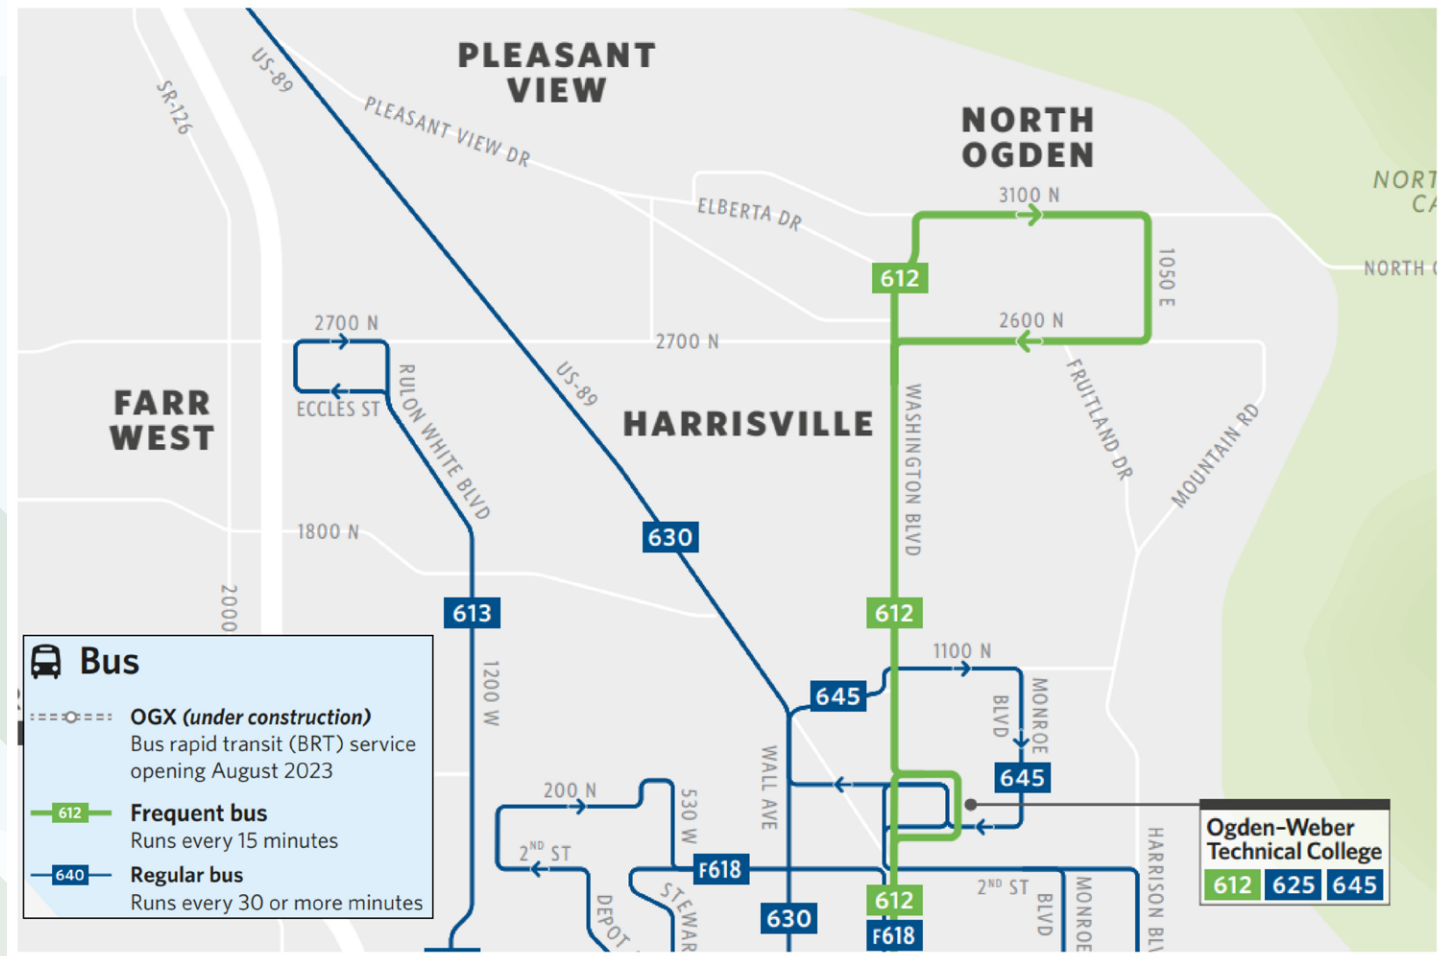 PLEASANT
VIEW
US-89
SR-126
PLEASANT VIEW DR
NORTH
OGDEN
ELBERTA DR
3100 N
612
1050 E
2600 N
2700 N
2700 N
ECCLES ST
RULON WHITE BLVD
US-89
FARR
WEST
HARRISVILLE
WASHINGTON BLVD
FRUITLAND DR
MOUNTAIN RD
1800 N
630
2000
613
612
1200 W
1100 N
645
MONROE
BLVD
645
WALL AVE
200 N
530 W
2ND ST
F618
2ND ST
612
F618
630
DEPOT
STEWAR
MONROE
BLVD
HARRISON BLV
NORT
CA
NORTH
Ogden-Weber
Technical College
612 625 645
Bus
OGX (under construction)
Bus rapid transit (BRT) service
opening August 2023
612 Frequent bus
Runs every 15 minutes
640 Regular bus
Runs every 30 or more minutes